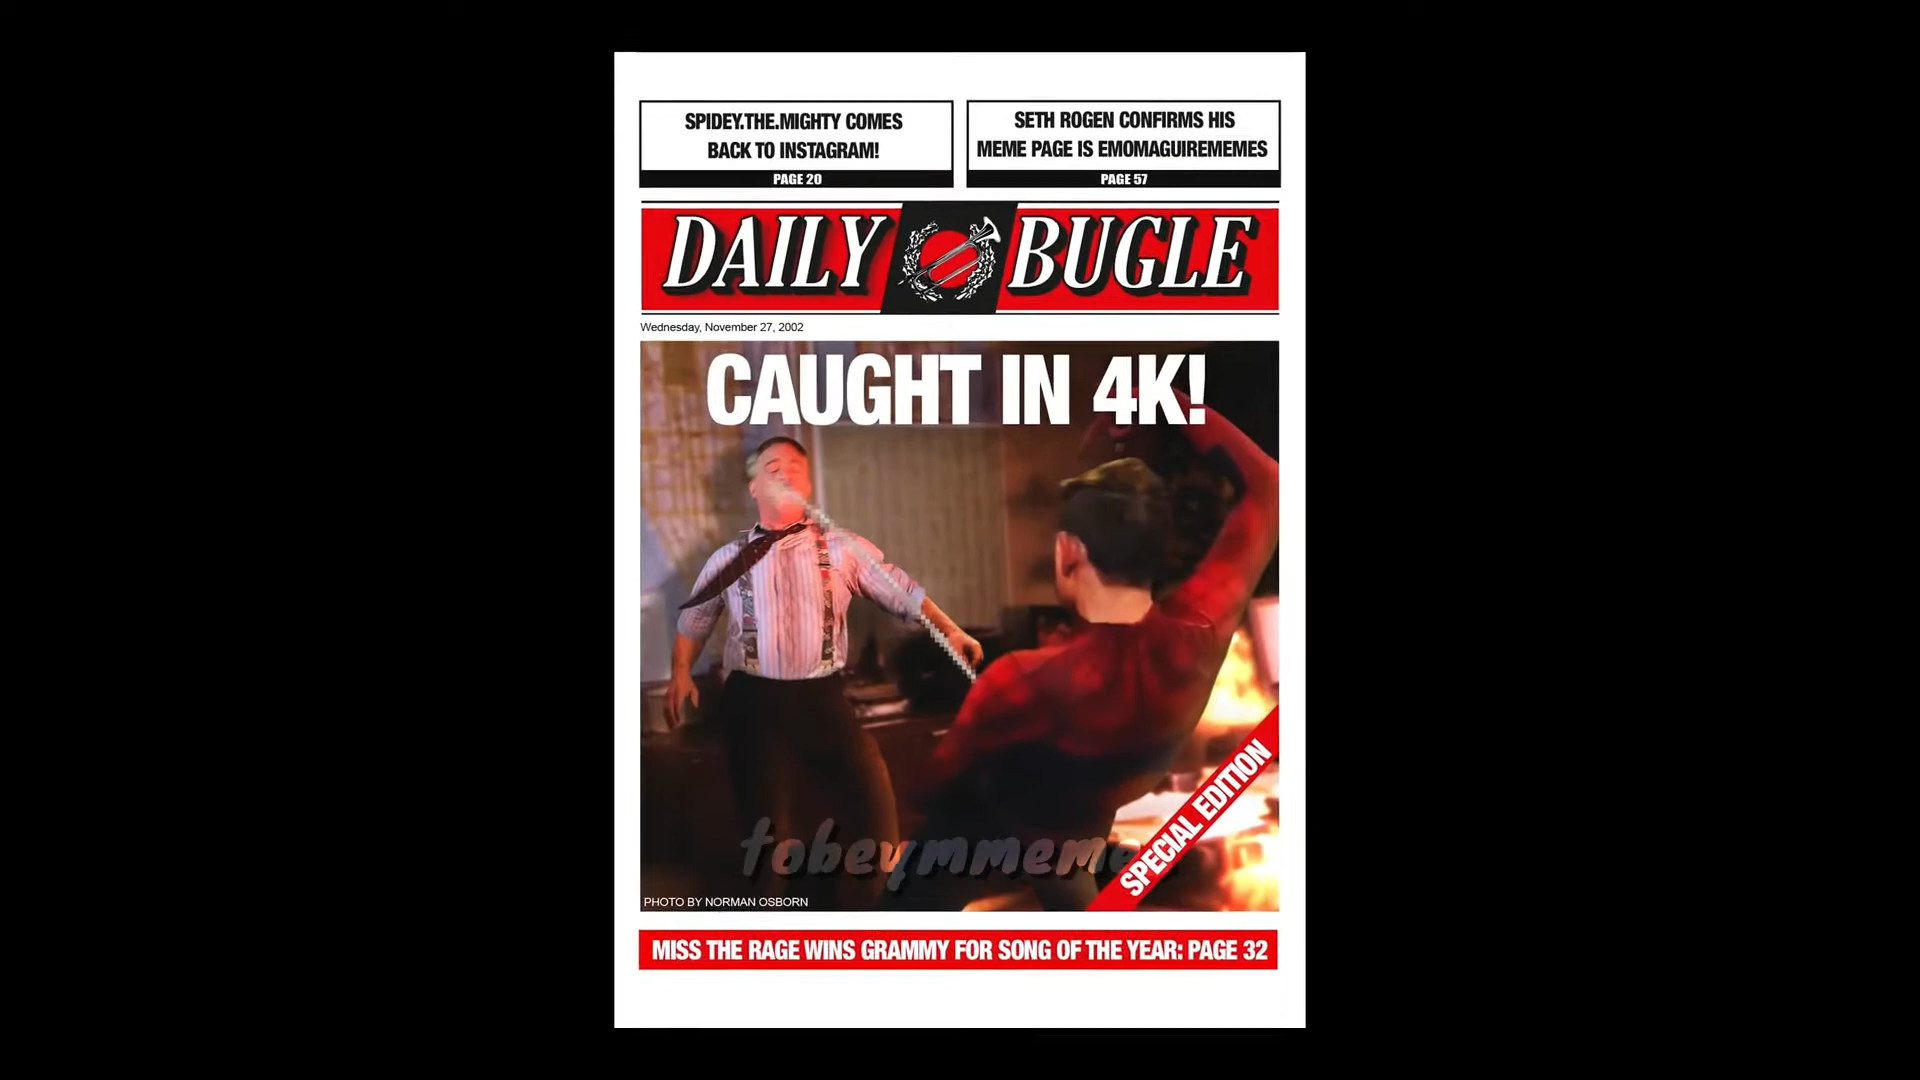 SPIDEY.THE.MIGHTY COMES
BACK TO INSTAGRAM!
PAGE 20
SETH ROGEN CONFIRMS HIS
MEME PAGE IS EMOMAGUIREMEMES
PAGE 57
DAILY BUGLE
Wednesday, November 27, 2002
CAUGHT IN 4K!
tobeymmeme
SPECIAL EDITION
PHOTO BY NORMAN OSBORN
MISS THE RAGE WINS GRAMMY FOR SONG OF THE YEAR: PAGE 32